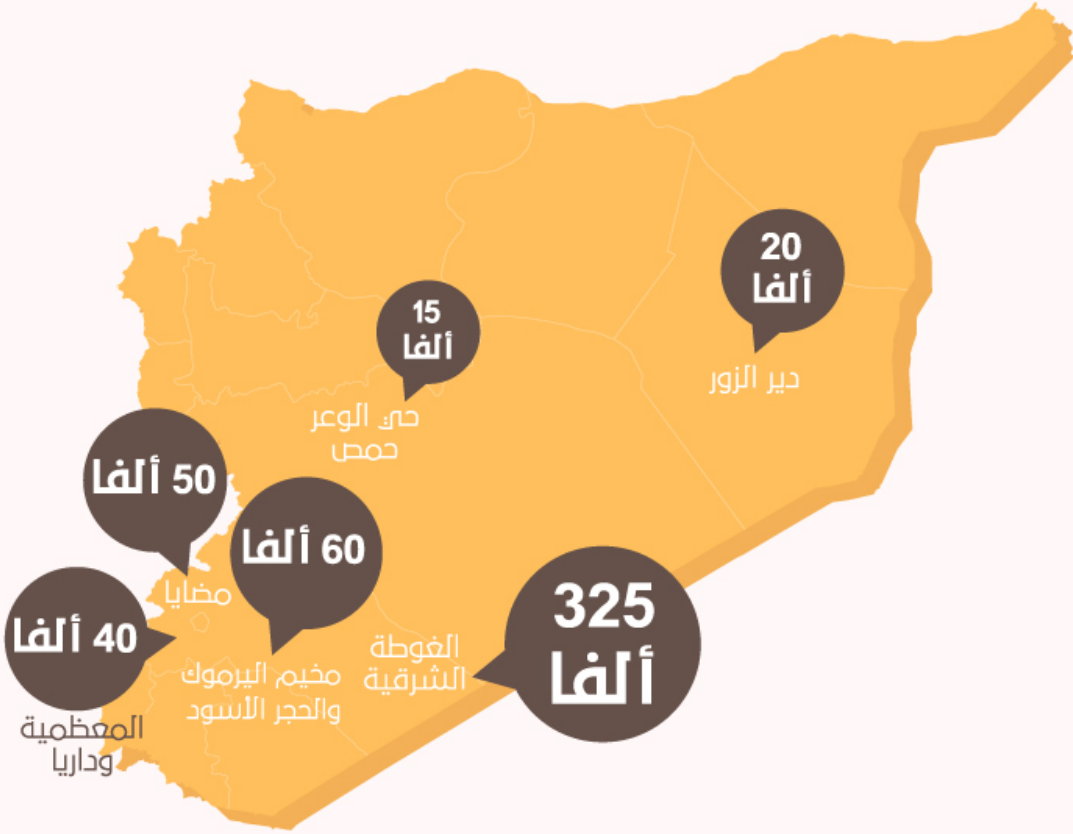 20
ألفا
دير الزور
15
ألفا
حي الوعر
حمص
50 ألفا
مضايا
60 ألفا
مخيم اليرموك
والحجر الأسود
325
ألفا
الغوطة
الشرقية
40 ألفا
المعظمية
وداريا